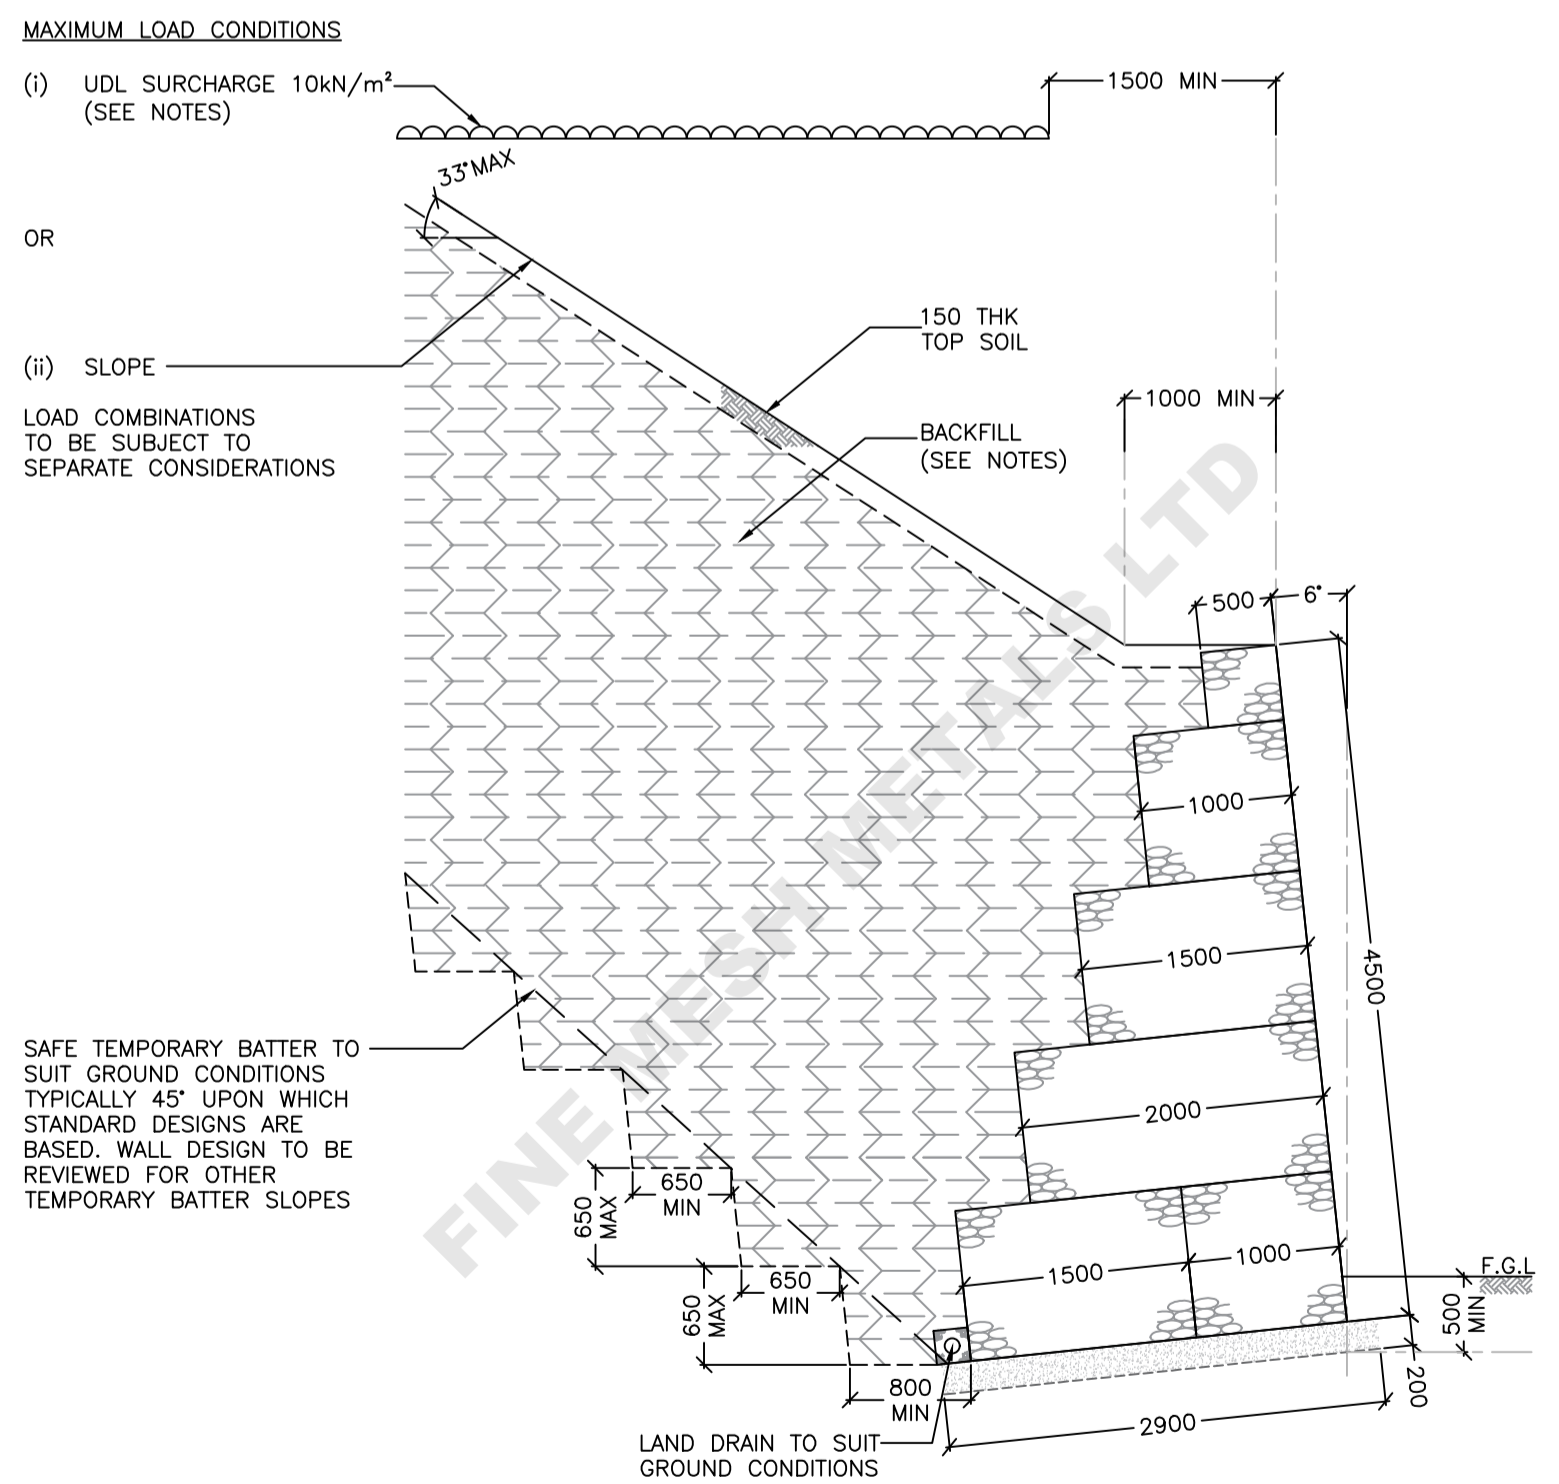 MAXIMUM LOAD CONDITIONS
(i) UDL SURCHARGE 10kN/m²
(SEE NOTES)
1500 MIN
33°MAX
OR
150 THK
TOP SOIL
(ii) SLOPE
1000 MIN
LOAD COMBINATIONS
TO BE SUBJECT TO
SEPARATE CONSIDERATIONS
BACKFILL
(SEE NOTES)
FINE MESH METALS LTD
500
6°
1000
1500
4500
2000
SAFE TEMPORARY BATTER TO
SUIT GROUND CONDITIONS
TYPICALLY 45° UPON WHICH
STANDARD DESIGNS ARE
BASED. WALL DESIGN TO BE
REVIEWED FOR OTHER
TEMPORARY BATTER SLOPES
650
MIN
650
MAX
650
MIN
650
MAX
1500
1000
F.G.L
500
MIN
800
MIN
200
2900
LAND DRAIN TO SUIT
GROUND CONDITIONS